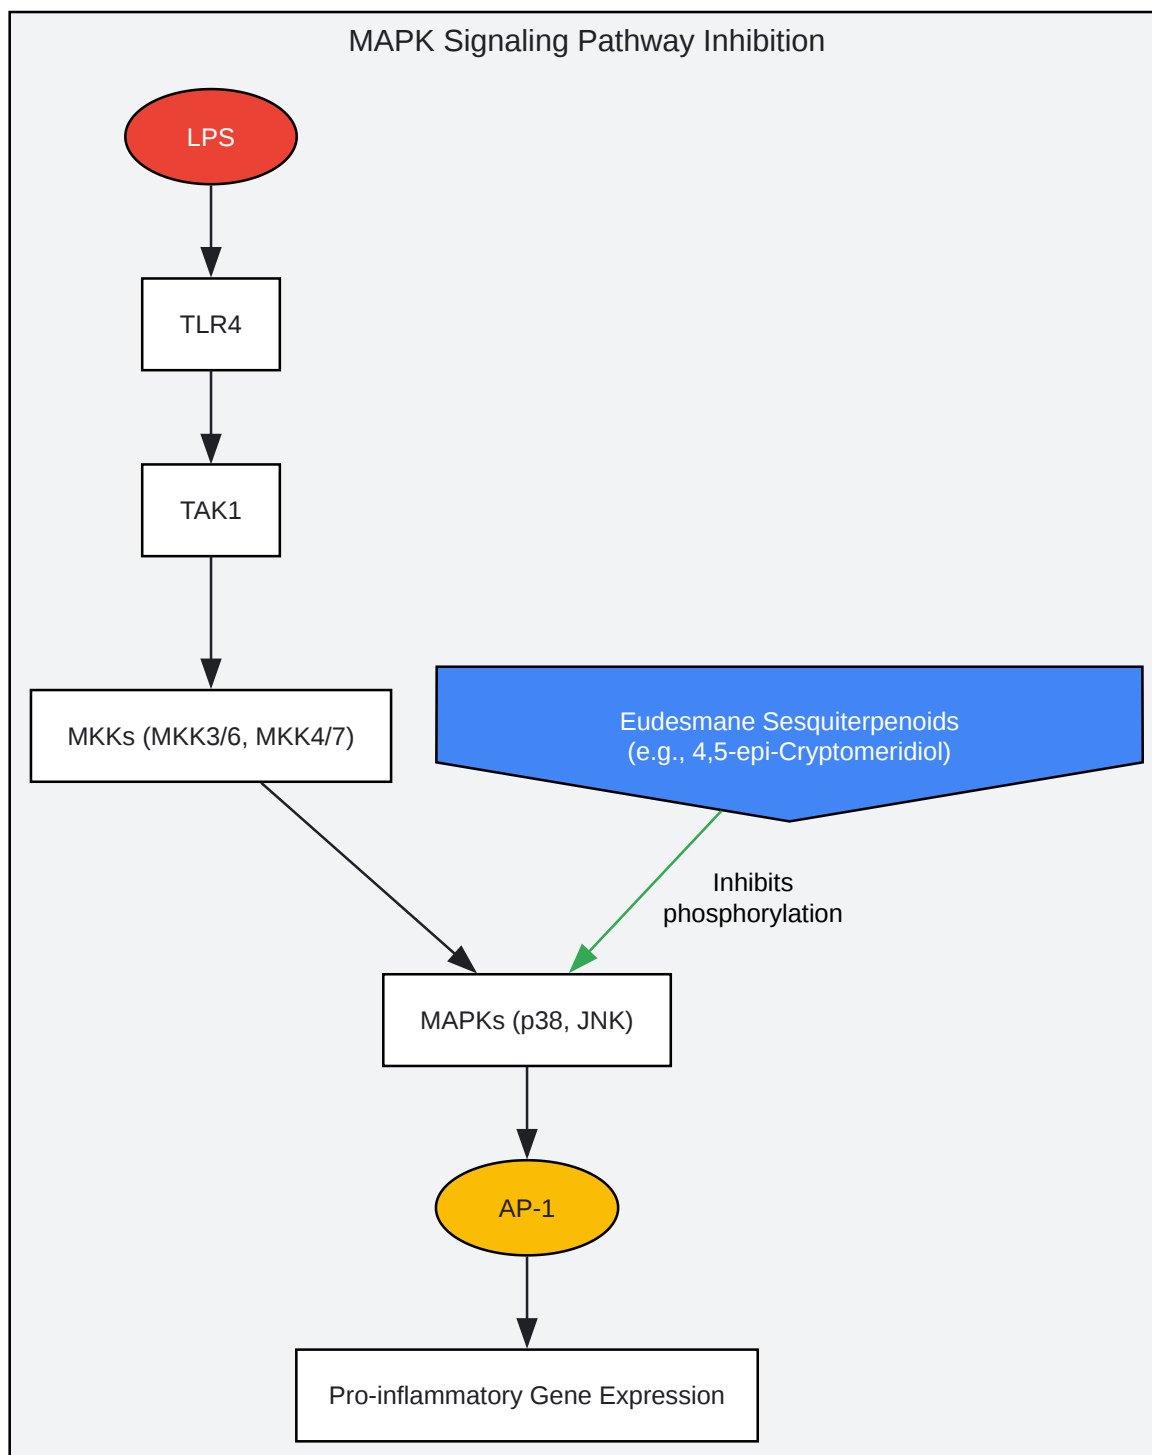 MAPK Signaling Pathway Inhibition
LPS
TLR4
TAK1
MKKs (MKK3/6, MKK4/7)
Eudesmane Sesquiterpenoids
(e.g., 4,5-epi-Cryptomeridiol)
Inhibits
phosphorylation
MAPKs (p38, JNK)
AP-1
Pro-inflammatory Gene Expression